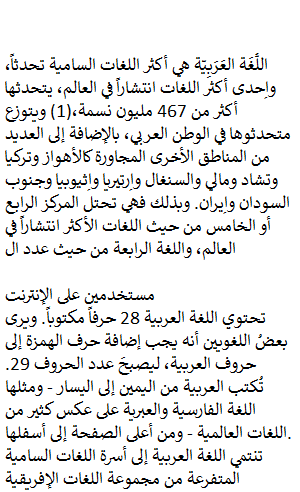 اللَّغَة العَرَبِيّة هي أكثر اللغات السامية تحدثاً،
وإحدى أكثر اللغات انتشاراً في العالم، يتحدثها
أكثر من 467 مليون نسمة،(1) ويتوزع
متحدثوها في الوطن العربي، بالإضافة إلى العديد
من المناطق الأخرى المجاورة كالأهواز وتركيا
وتشاد ومالي والسنغال وإرتيريا وإثيوبيا وجنوب
السودان وإيران. وبذلك فهي تحتل المركز الرابع
أو الخامس من حيث اللغات الأكثر انتشاراً في
العالم، واللغة الرابعة من حيث عدد ال
مستخدمين على الإنترنت
تحتوي اللغة العربية 28 حرفاً مكتوباً. ويرى
بعضُ اللغويين أنه يجب إضافة حرف الهمزة إلى
حروف العربية، ليصبحَ عدد الحروف 29.
تُكتب العربية من اليمين إلى اليسار - ومثلها
اللغة الفارسية والعبرية على عكس كثير من
اللغات العالمية - ومن أعلى الصفحة إلى أسفلها.
تنتمي اللغة العربية إلى أسرة اللغات السامية
المتفرعة من مجموعة اللغات الإفريقية